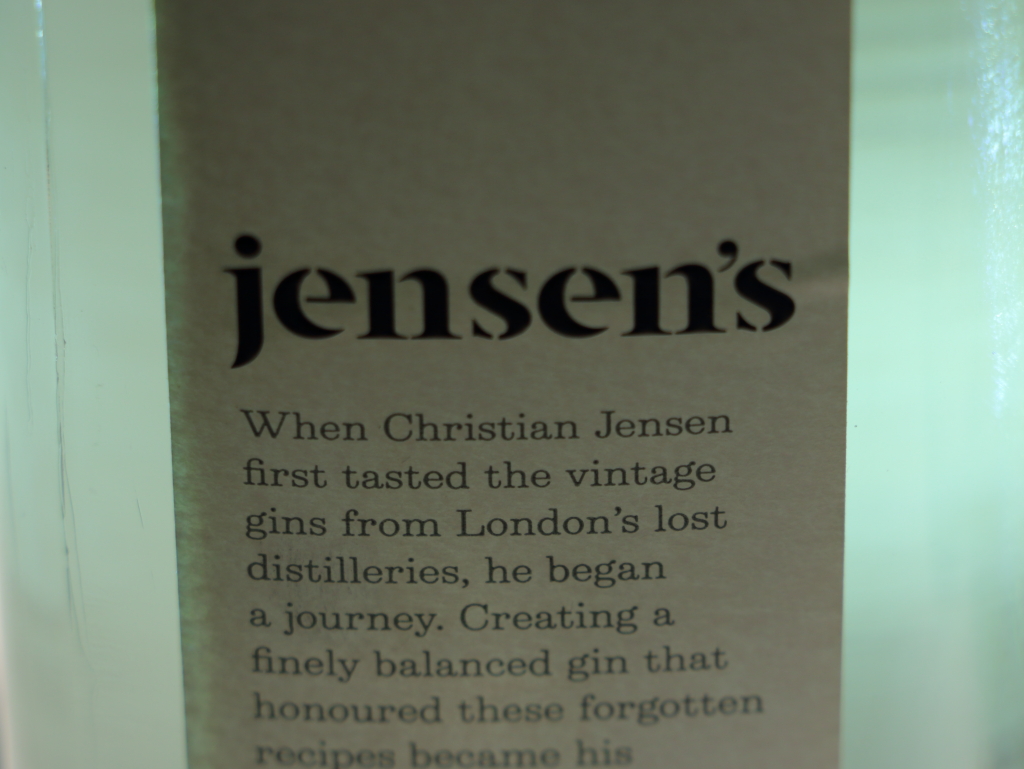 jensen's
When Christian Jensen
first tasted the vintage
gins from London's lost
distilleries, he began
a journey. Creating a
finely balanced gin that
honoured these forgotten
recipes became his